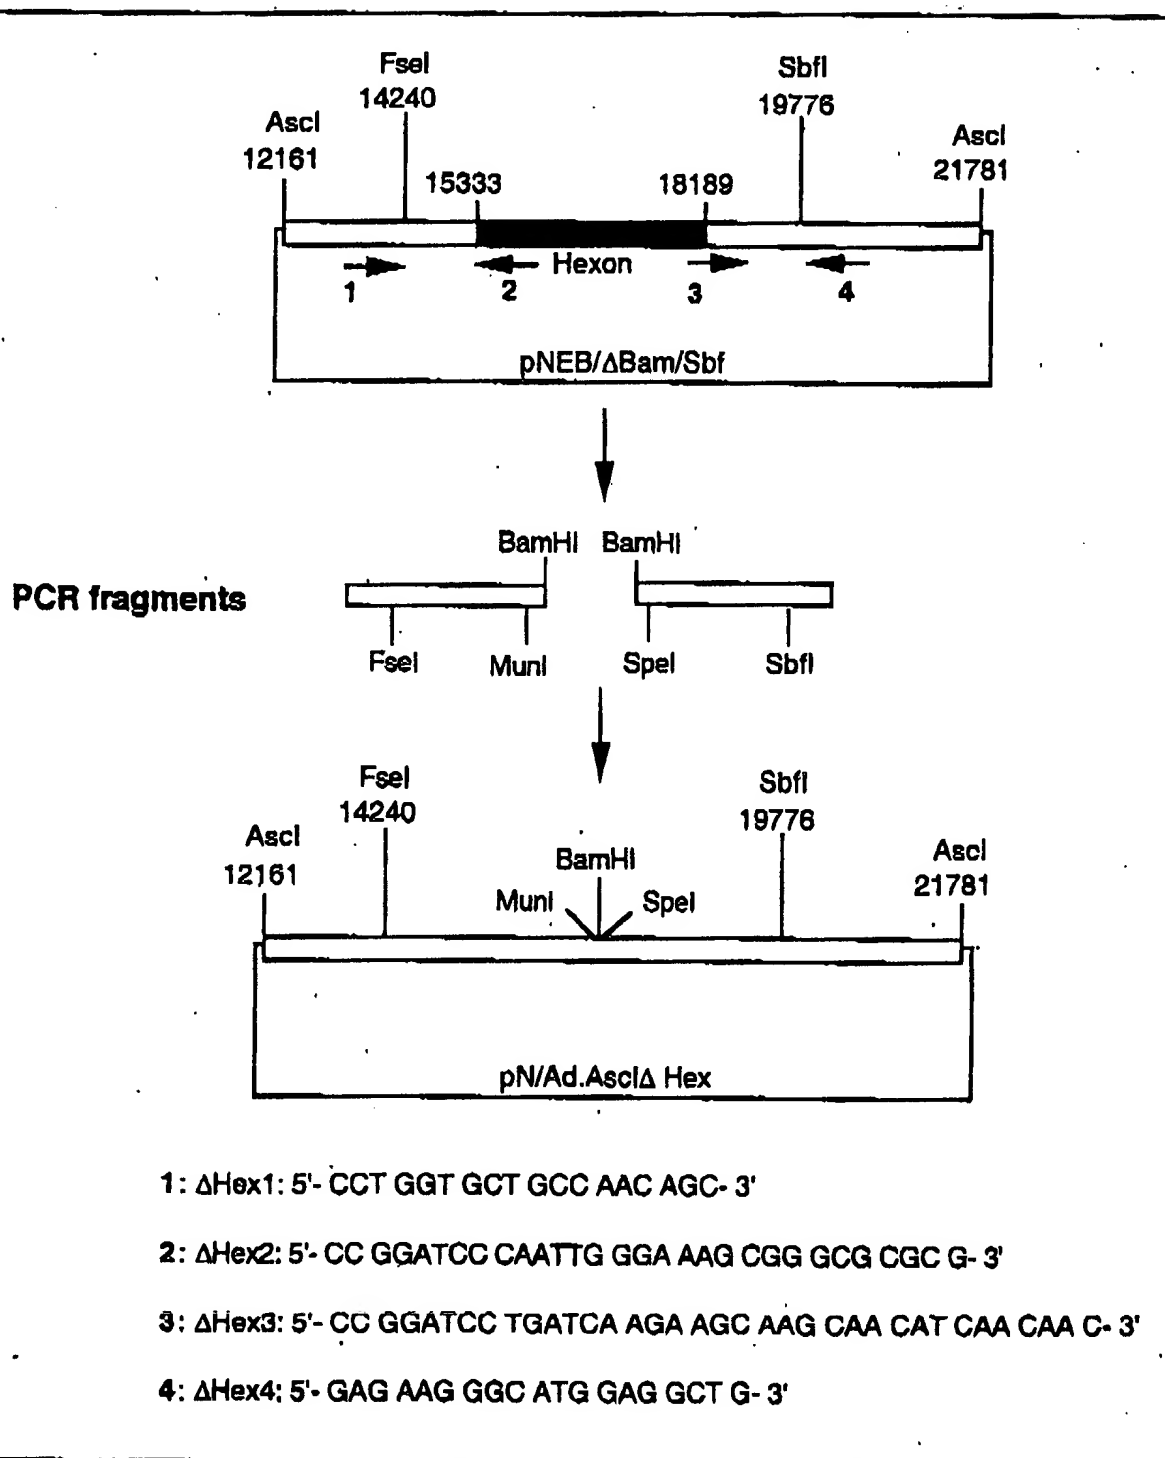 FseI
14240
SbfI
19776
AscI
12161
AscI
21781
15333
18189
Hexon
1
2
3
4
pNEB/ΔBam/Sbf
BamHI BamHI
PCR fragments
FseI MunI SpeI SbfI
FseI
14240
SbfI
19776
AscI
12161
BamHI
AscI
21781
MunI SpeI
pN/Ad.AscIΔ Hex
1: ΔHex1: 5'- CCT GGT GCT GCC AAC AGC- 3'
2: ΔHex2: 5'- CC GGATCC CAATTG GGA AAG CGG GCG CGC G- 3'
3: ΔHex3: 5'- CC GGATCC TGATCA AGA AGC AAG CAA CAT CAA CAA C- 3'
4: ΔHex4: 5'- GAG AAG GGC ATG GAG GCT G- 3'